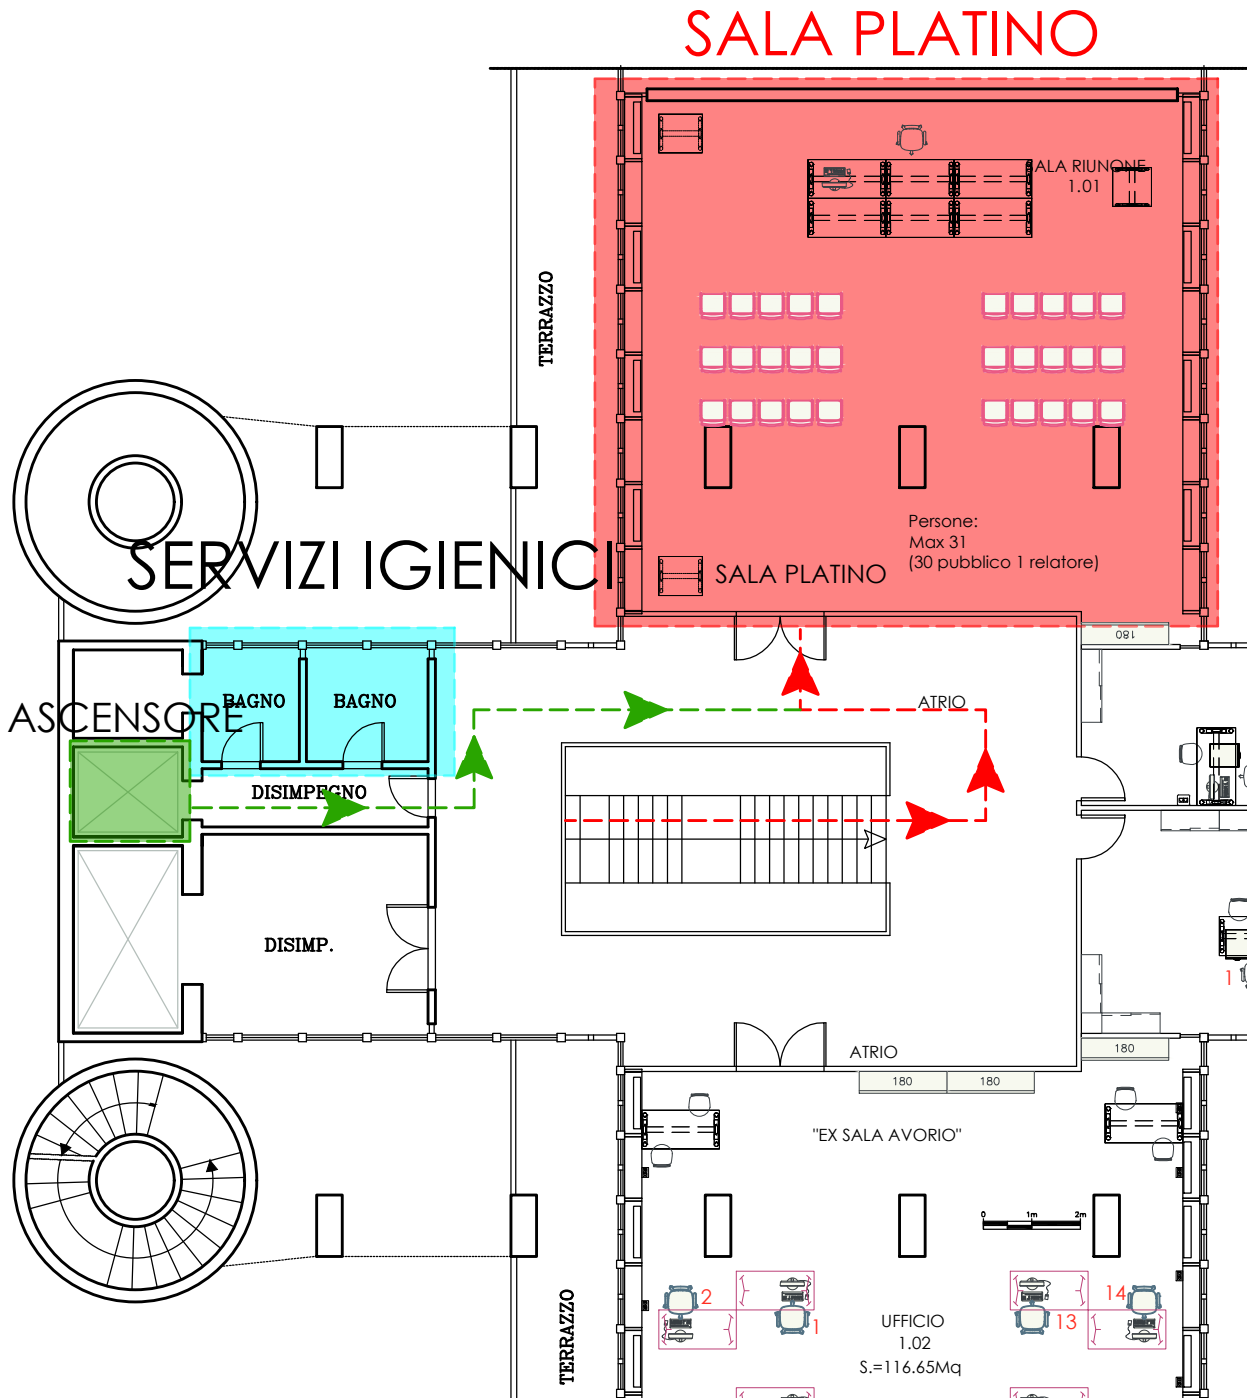 SALA PLATINO
ALA RIUNONE
1.01
TERRAZZO
Persone:
Max 31
(30 pubblico 1 relatore)
SERVIZI IGIENICI
SALA PLATINO
180
BAGNO
BAGNO
ATRIO
ASCENSORE
DISIMPEGNO
DISIMP.
1
ATRIO
180
180
180
"EX SALA AVORIO"
0 1m 2m
TERRAZZO
2
1
13
14
UFFICIO
1.02
S.=116.65Mq